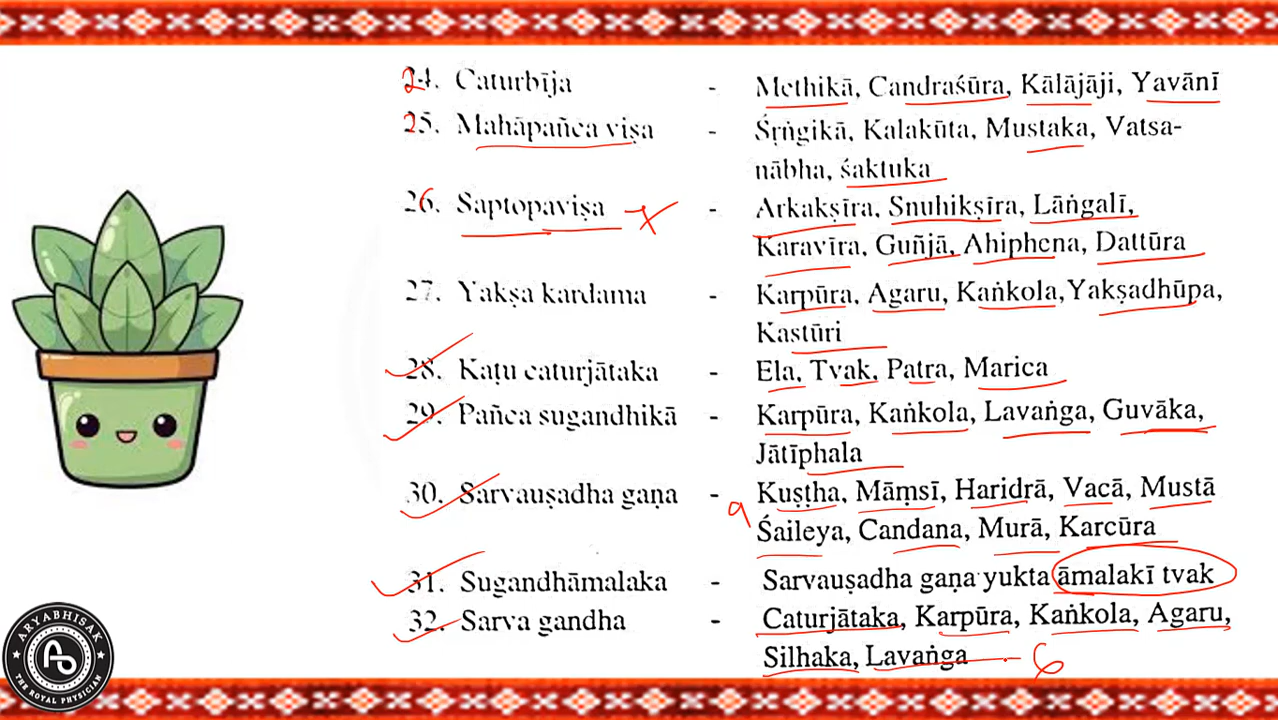 24. Caturbīja - Methikā, Candraśūra, Kālājāji, Yavānī
25. Mahāpañca viṣa - Śṛṅgikā, Kalakūta, Mustaka, Vatsa-
nābha, śaktuka
26. Saptopaviṣa - Arkakṣīra, Snuhikṣīra, Lāṅgalī,
Karavīra, Guñjā, Ahiphena, Dattūra
27. Yakṣa kardama - Karpūra, Agaru, Kaṅkola, Yakṣadhūpa,
Kastūri
28. Kaṭu caturjātaka - Ela, Tvak, Patra, Marica
29. Pañca sugandhikā - Karpūra, Kaṅkola, Lavaṅga, Guvāka,
Jātīphala
30. Sarvauṣadha gaṇa - Kuṣṭha, Māṃsī, Haridrā, Vacā, Mustā
9
Śaileya, Candana, Murā, Karcūra
31. Sugandhāmalaka - Sarvauṣadha gaṇa yukta āmalakī tvak
32. Sarva gandha - Caturjātaka, Karpūra, Kaṅkola, Agaru,
Silhaka, Lavaṅga - 6
ARYABHISAK
THE ROYAL PHYSICIAN